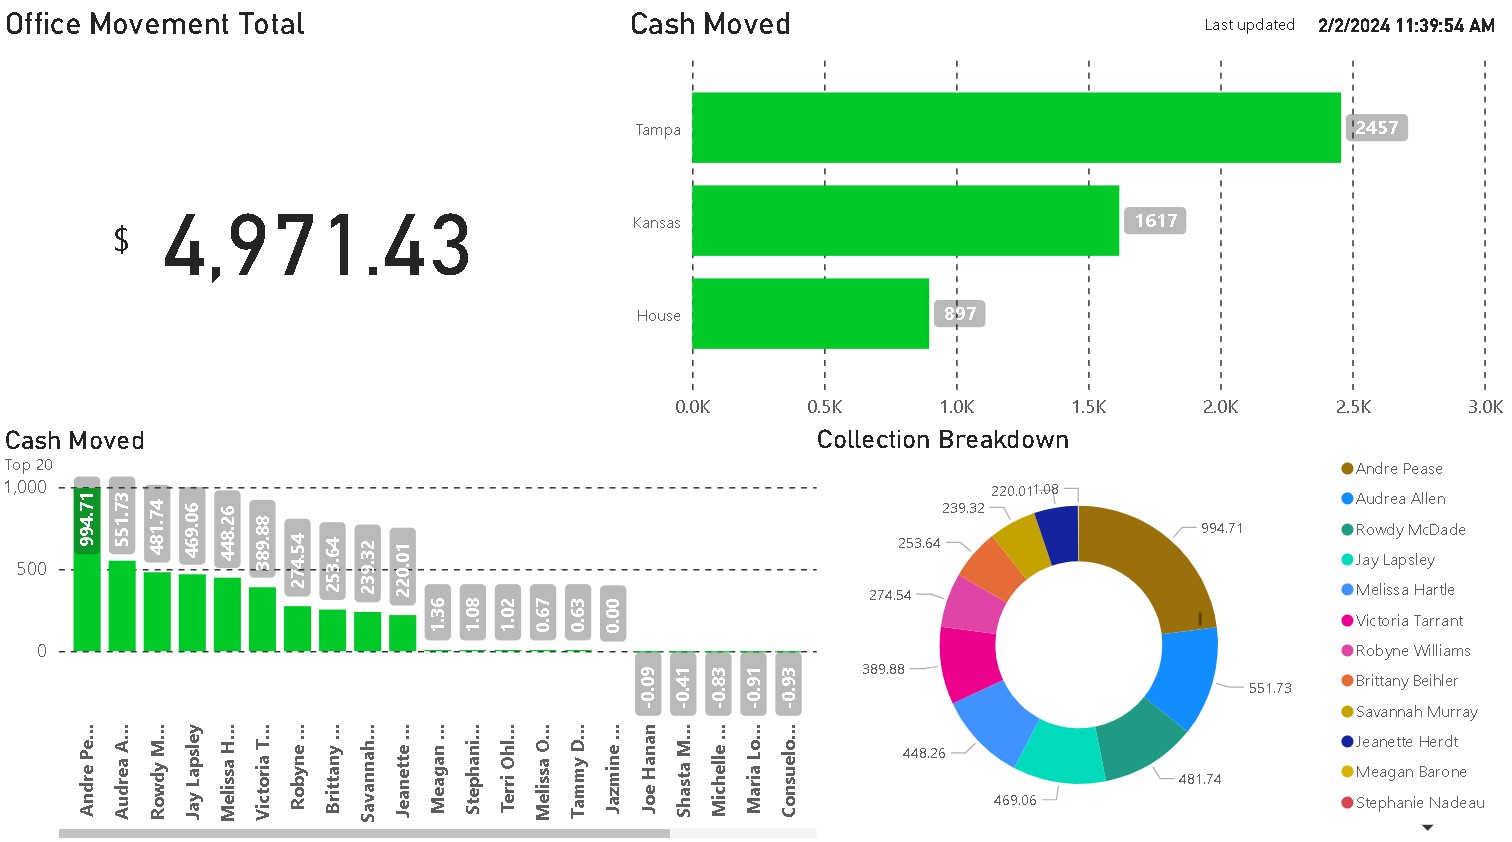 Office Movement Total
$ 4,971.43
Cash Moved
Last updated 2/2/2024 11:39:54 AM
Tampa 2457
Kansas 1617
House 897
0.0K 0.5K 1.0K 1.5K 2.0K 2.5K 3.0K
Cash Moved
Top 20
1,000
500
0
994.71
551.73
481.74
469.06
448.26
389.88
274.54
253.64
239.32
220.01
1.36
1.08
1.02
0.67
0.63
0.00
-0.09
-0.41
-0.83
-0.91
-0.93
Andre Pe...
Audrea A...
Rowdy M...
Jay Lapsley
Melissa H...
Victoria T...
Robyne ...
Brittany ...
Savannah...
Jeanette ...
Meagan ...
Stephani...
Terri Ohl...
Melissa O...
Tammy D...
Jazmine ...
Joe Hanan
Shasta M...
Michelle ...
Maria Lo...
Consuelo...
Collection Breakdown
994.71
551.73
481.74
469.06
448.26
389.88
274.54
253.64
239.32
220.01
1.08
Andre Pease
Audrea Allen
Rowdy McDade
Jay Lapsley
Melissa Hartle
Victoria Tarrant
Robyne Williams
Brittany Beihler
Savannah Murray
Jeanette Herdt
Meagan Barone
Stephanie Nadeau